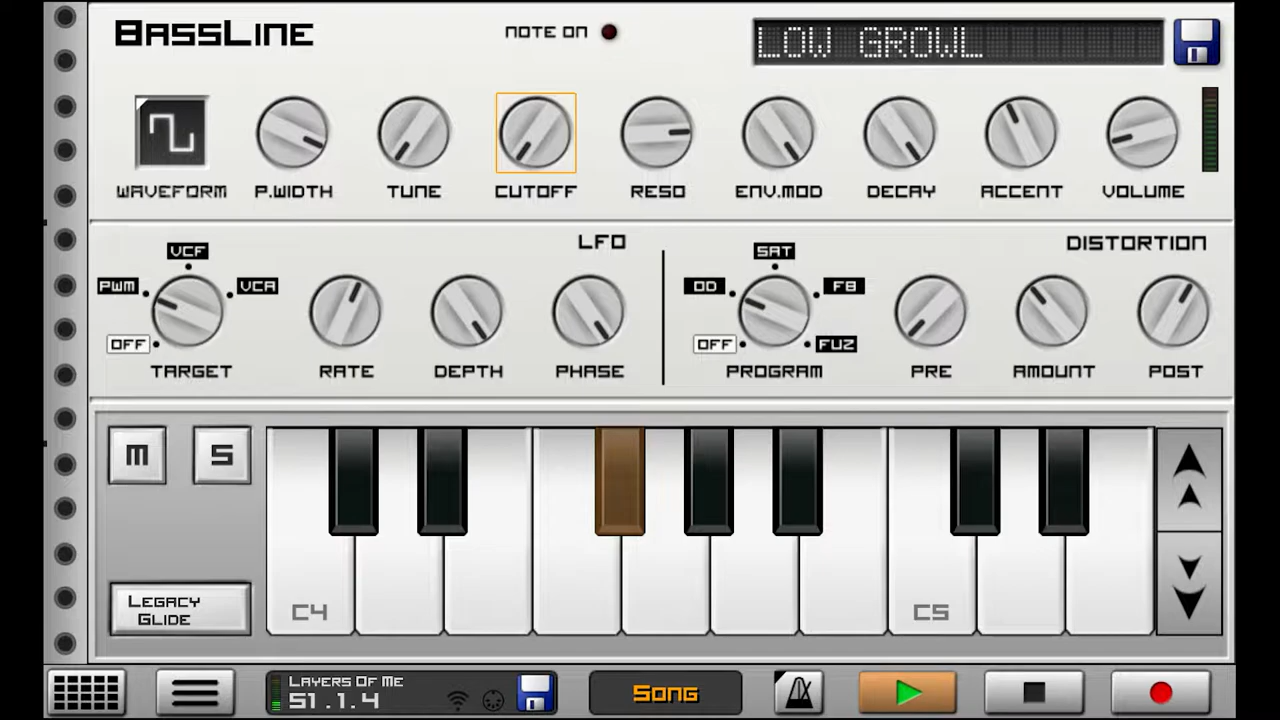 BassLine
NOTE ON
LOW GROWL
WAVEFORM P.WIDTH TUNE CUTOFF RESO ENV.MOD DECAY ACCENT VOLUME
LFO
DISTORTION
VCF
SAT
PWM
VCA
OD
FB
OFF
OFF
FUZ
TARGET RATE DEPTH PHASE PROGRAM PRE AMOUNT POST
M S
Legacy
Glide
C4
C5
Layers Of Me
51 . 1 . 4
Song